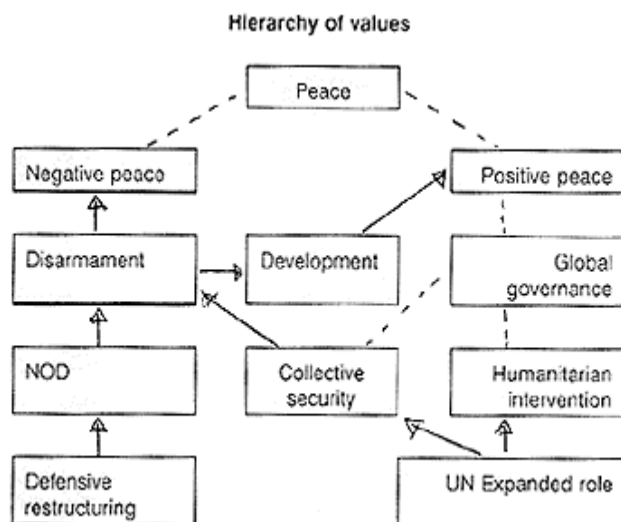 Hierarchy of values
Peace
Negative peace
Positive peace
Disarmament
Development
Global
governance
NOD
Collective
security
Humanitarian
intervention
Defensive
restructuring
UN Expanded role